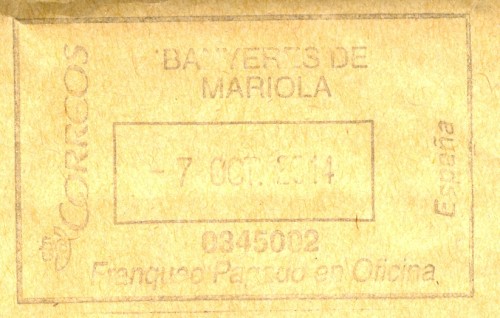 BANYERES DE
MARIOLA
CORREOS
- 7 OCT. 2014
España
0345002
Franqueo Pagado en Oficina